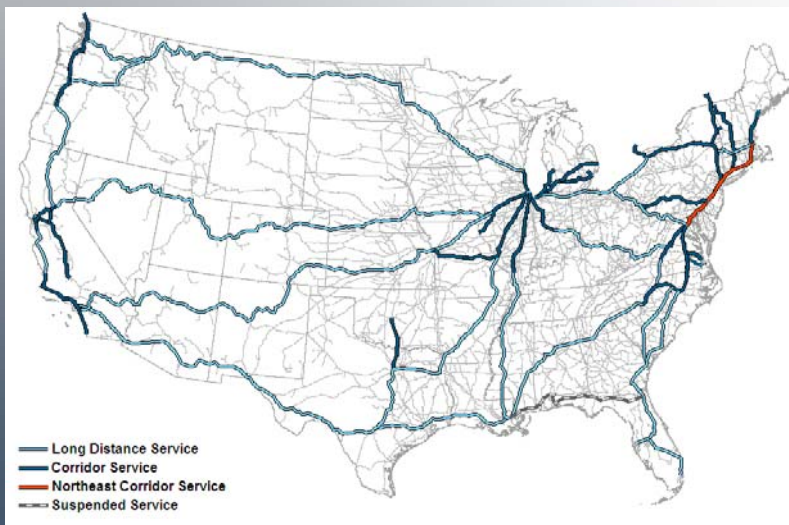 Long Distance Service
Corridor Service
Northeast Corridor Service
Suspended Service